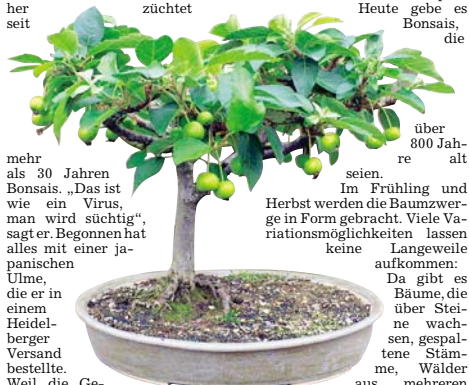 her züchtet
seit
mehr
als 30 Jahren
Bonsais. „Das ist
wie ein Virus,
man wird süchtig“,
sagt er. Begonnen hat
alles mit einer ja-
panischen
Ulme,
die er in
einem
Heidel-
berger
Versand
bestellte.
Weil die Ge-
Heute gebe es
Bonsais,
die
über
800 Jah-
re alt
seien.
Im Frühling und
Herbst werden die Baumzwer-
ge in Form gebracht. Viele Va-
riationsmöglichkeiten lassen
keine Langeweile
aufkommen:
Da gibt es
Bäume, die
über Stei-
ne wach-
sen, gespal-
tene Stäm-
me, Wälder
aus mehreren